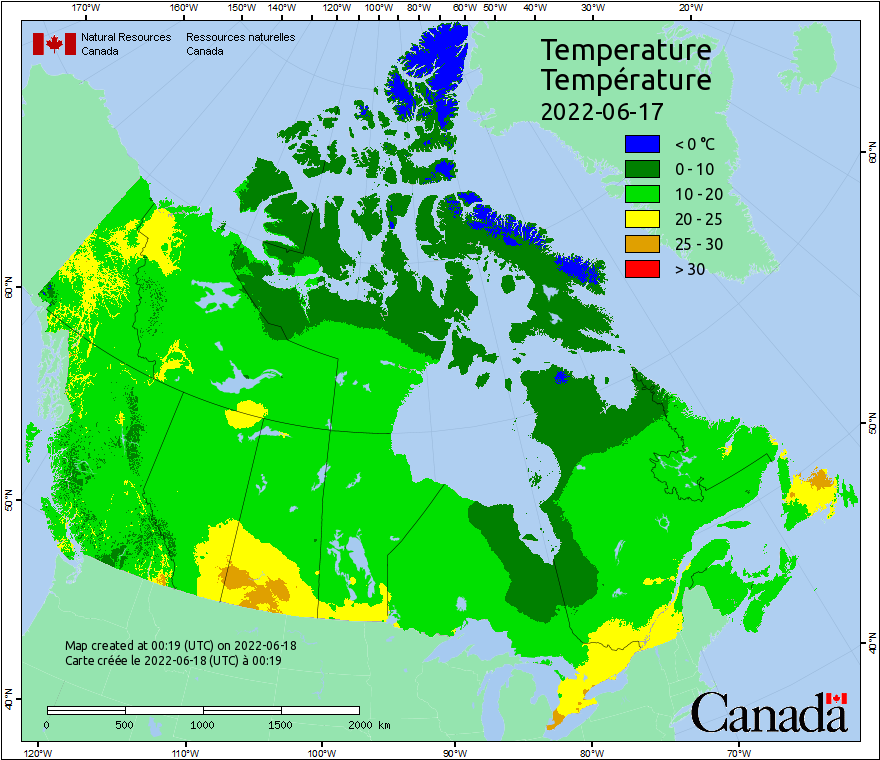 170°W 160°W 150°W 140°W 120°W 100°W 80°W 60°W 50°W 40°W 30°W 20°W
Natural Resources Ressources naturelles
Canada Canada
Temperature
Température
2022-06-17
< 0 °C
0 - 10
10 - 20
20 - 25
25 - 30
> 30
60°N
50°N
40°N
60°N
50°N
40°N
Map created at 00:19 (UTC) on 2022-06-18
Carte créée le 2022-06-18 (UTC) à 00:19
0 500 1000 1500 2000 km
Canada
120°W 110°W 100°W 90°W 80°W 70°W